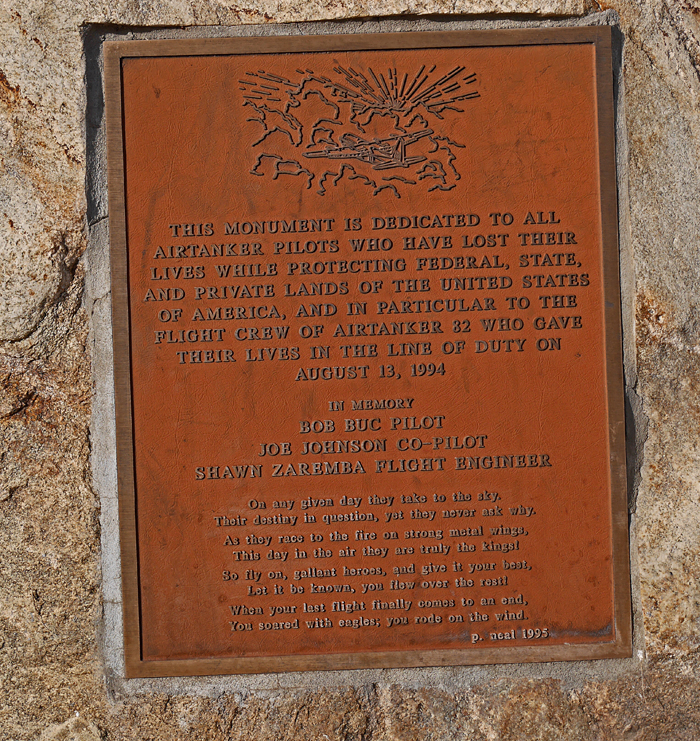 THIS MONUMENT IS DEDICATED TO ALL
AIRTANKER PILOTS WHO HAVE LOST THEIR
LIVES WHILE PROTECTING FEDERAL, STATE,
AND PRIVATE LANDS OF THE UNITED STATES
OF AMERICA, AND IN PARTICULAR TO THE
FLIGHT CREW OF AIRTANKER 82 WHO GAVE
THEIR LIVES IN THE LINE OF DUTY ON
AUGUST 13, 1994
IN MEMORY
BOB BUC PILOT
JOE JOHNSON CO-PILOT
SHAWN ZAREMBA FLIGHT ENGINEER
On any given day they take to the sky.
Their destiny in question, yet they never ask why.
As they race to the fire on strong metal wings,
This day in the air they are truly the kings!
So fly on, gallant heroes, and give it your best,
Let it be known, you flew over the rest!
When your last flight finally comes to an end,
You soared with eagles; you rode on the wind.
p. neal 1995